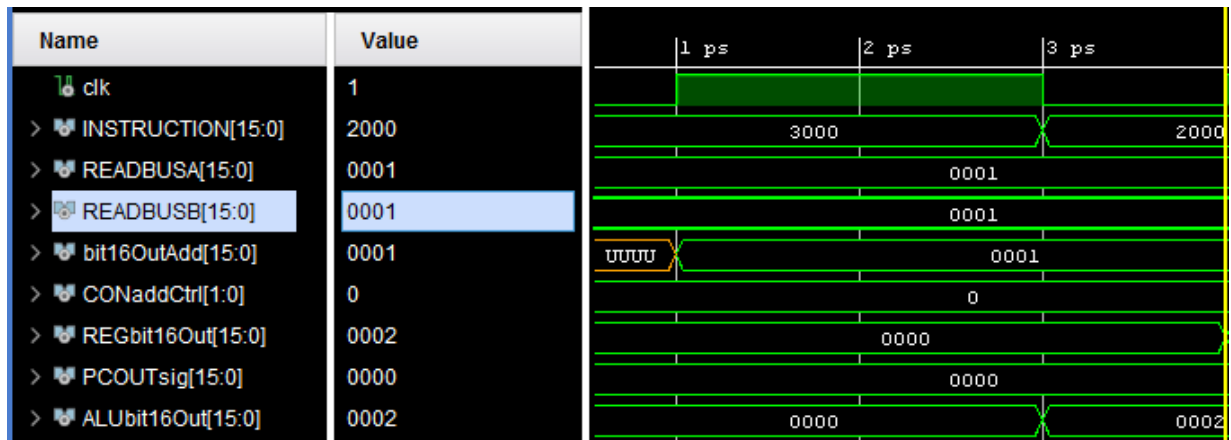 Name Value 1 ps 2 ps 3 ps
clk 1
INSTRUCTION[15:0] 2000 3000 2000
READBUSA[15:0] 0001 0001
READBUSB[15:0] 0001 0001
bit16OutAdd[15:0] 0001 UUUU 0001
CONaddCtrl[1:0] 0 0
REGbit16Out[15:0] 0002 0000
PCOUTsig[15:0] 0000 0000
ALUbit16Out[15:0] 0002 0000 0002